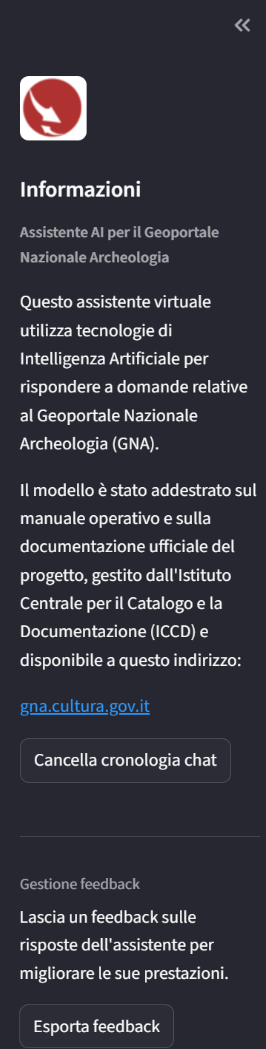 Informazioni
Assistente AI per il Geoportale
Nazionale Archeologia
Questo assistente virtuale
utilizza tecnologie di
Intelligenza Artificiale per
rispondere a domande relative
al Geoportale Nazionale
Archeologia (GNA).
Il modello è stato addestrato sul
manuale operativo e sulla
documentazione ufficiale del
progetto, gestito dall'Istituto
Centrale per il Catalogo e la
Documentazione (ICCD) e
disponibile a questo indirizzo:
gna.cultura.gov.it
Cancella cronologia chat
Gestione feedback
Lascia un feedback sulle
risposte dell'assistente per
migliorare le sue prestazioni.
Esporta feedback